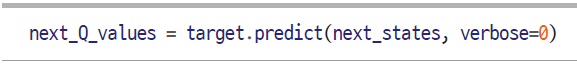 next_Q_values = target.predict(next_states, verbose=0)